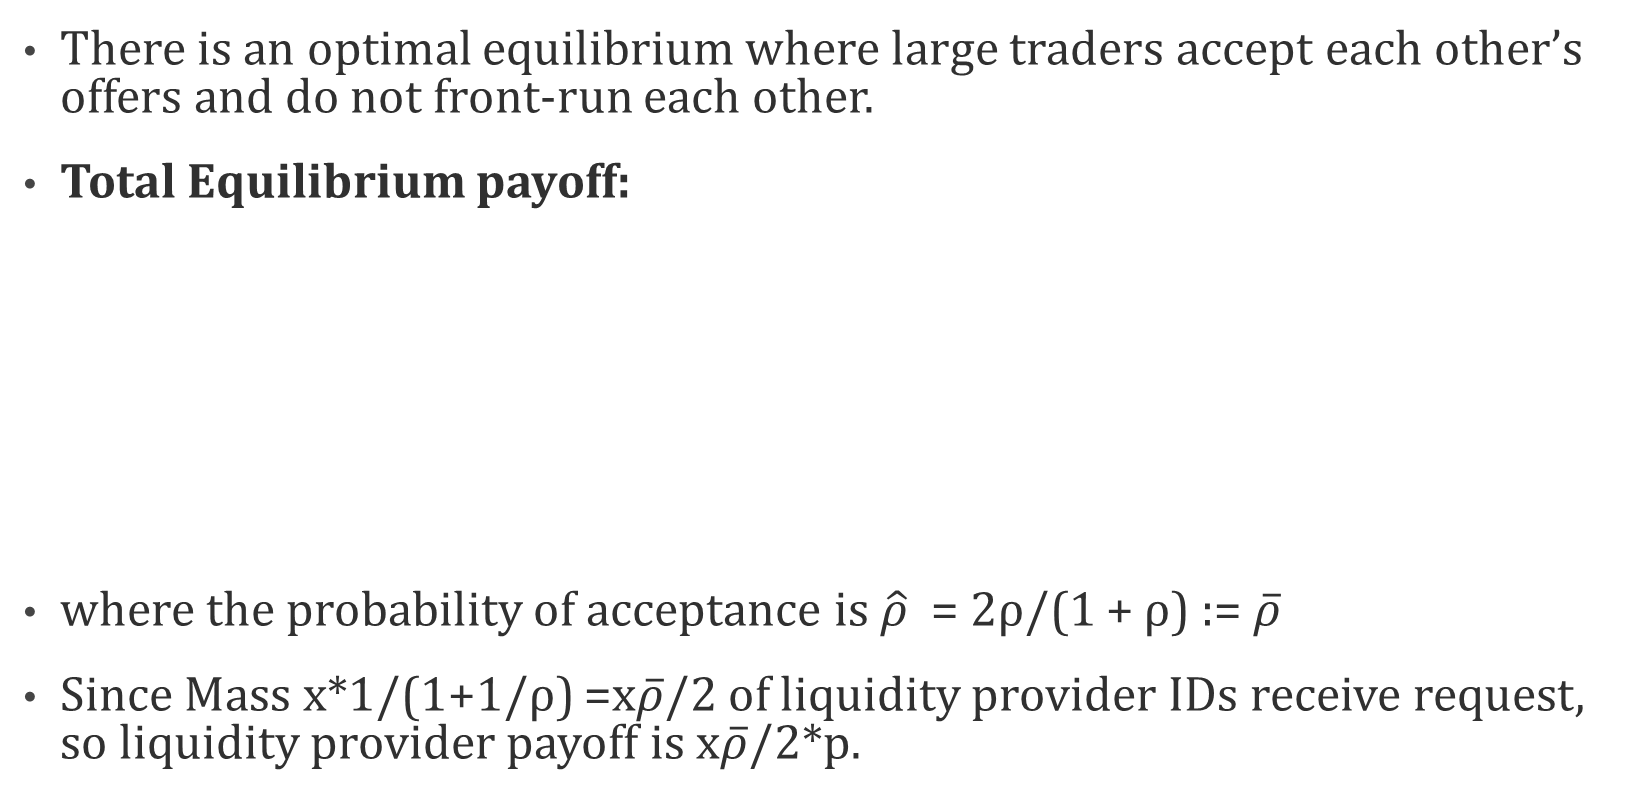 • There is an optimal equilibrium where large traders accept each other’s
offers and do not front-run each other.
• Total Equilibrium payoff:
• where the probability of acceptance is ρ̂ = 2ρ/(1 + ρ) := ρ̄
• Since Mass x*1/(1+1/ρ) =xρ̄/2 of liquidity provider IDs receive request,
so liquidity provider payoff is xρ̄/2*p.